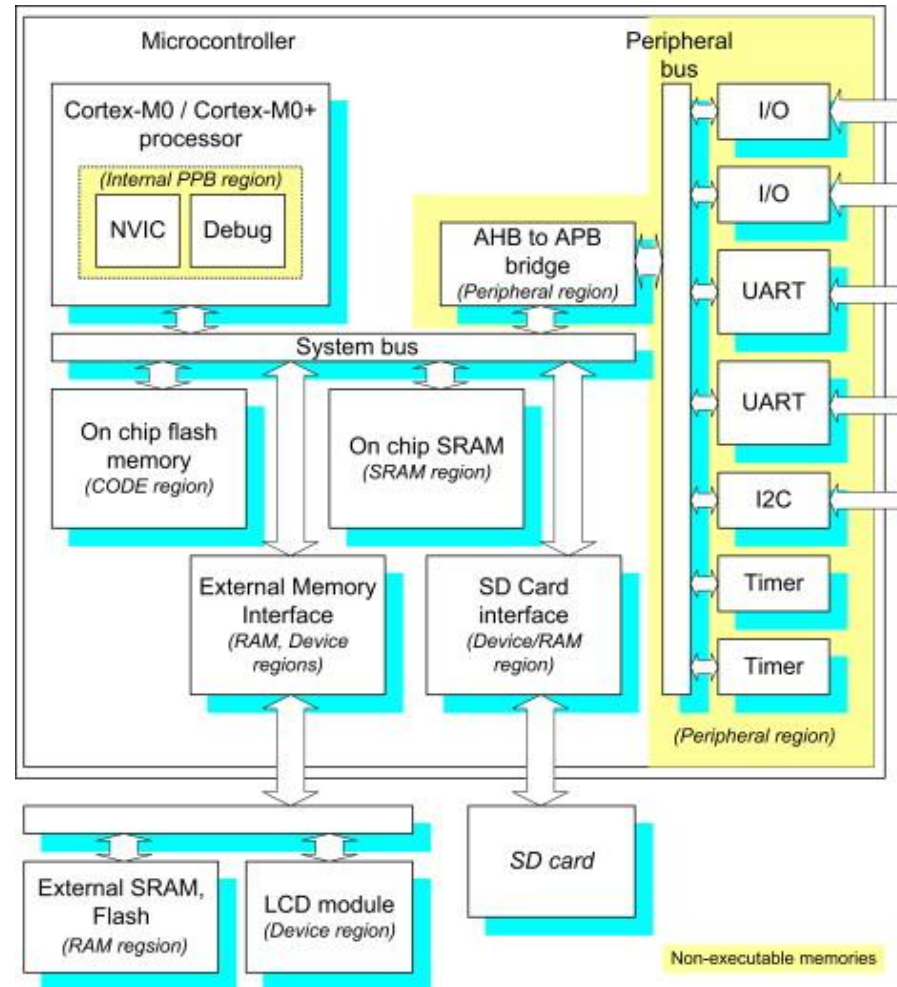 Microcontroller
Peripheral
bus
Cortex-M0 / Cortex-M0+
processor
(Internal PPB region)
NVIC
Debug
AHB to APB
bridge
(Peripheral region)
I/O
I/O
UART
UART
I2C
Timer
Timer
(Peripheral region)
System bus
On chip flash
memory
(CODE region)
On chip SRAM
(SRAM region)
External Memory
Interface
(RAM, Device
regions)
SD Card
interface
(Device/RAM
region)
External SRAM,
Flash
(RAM regsion)
LCD module
(Device region)
SD card
Non-executable memories